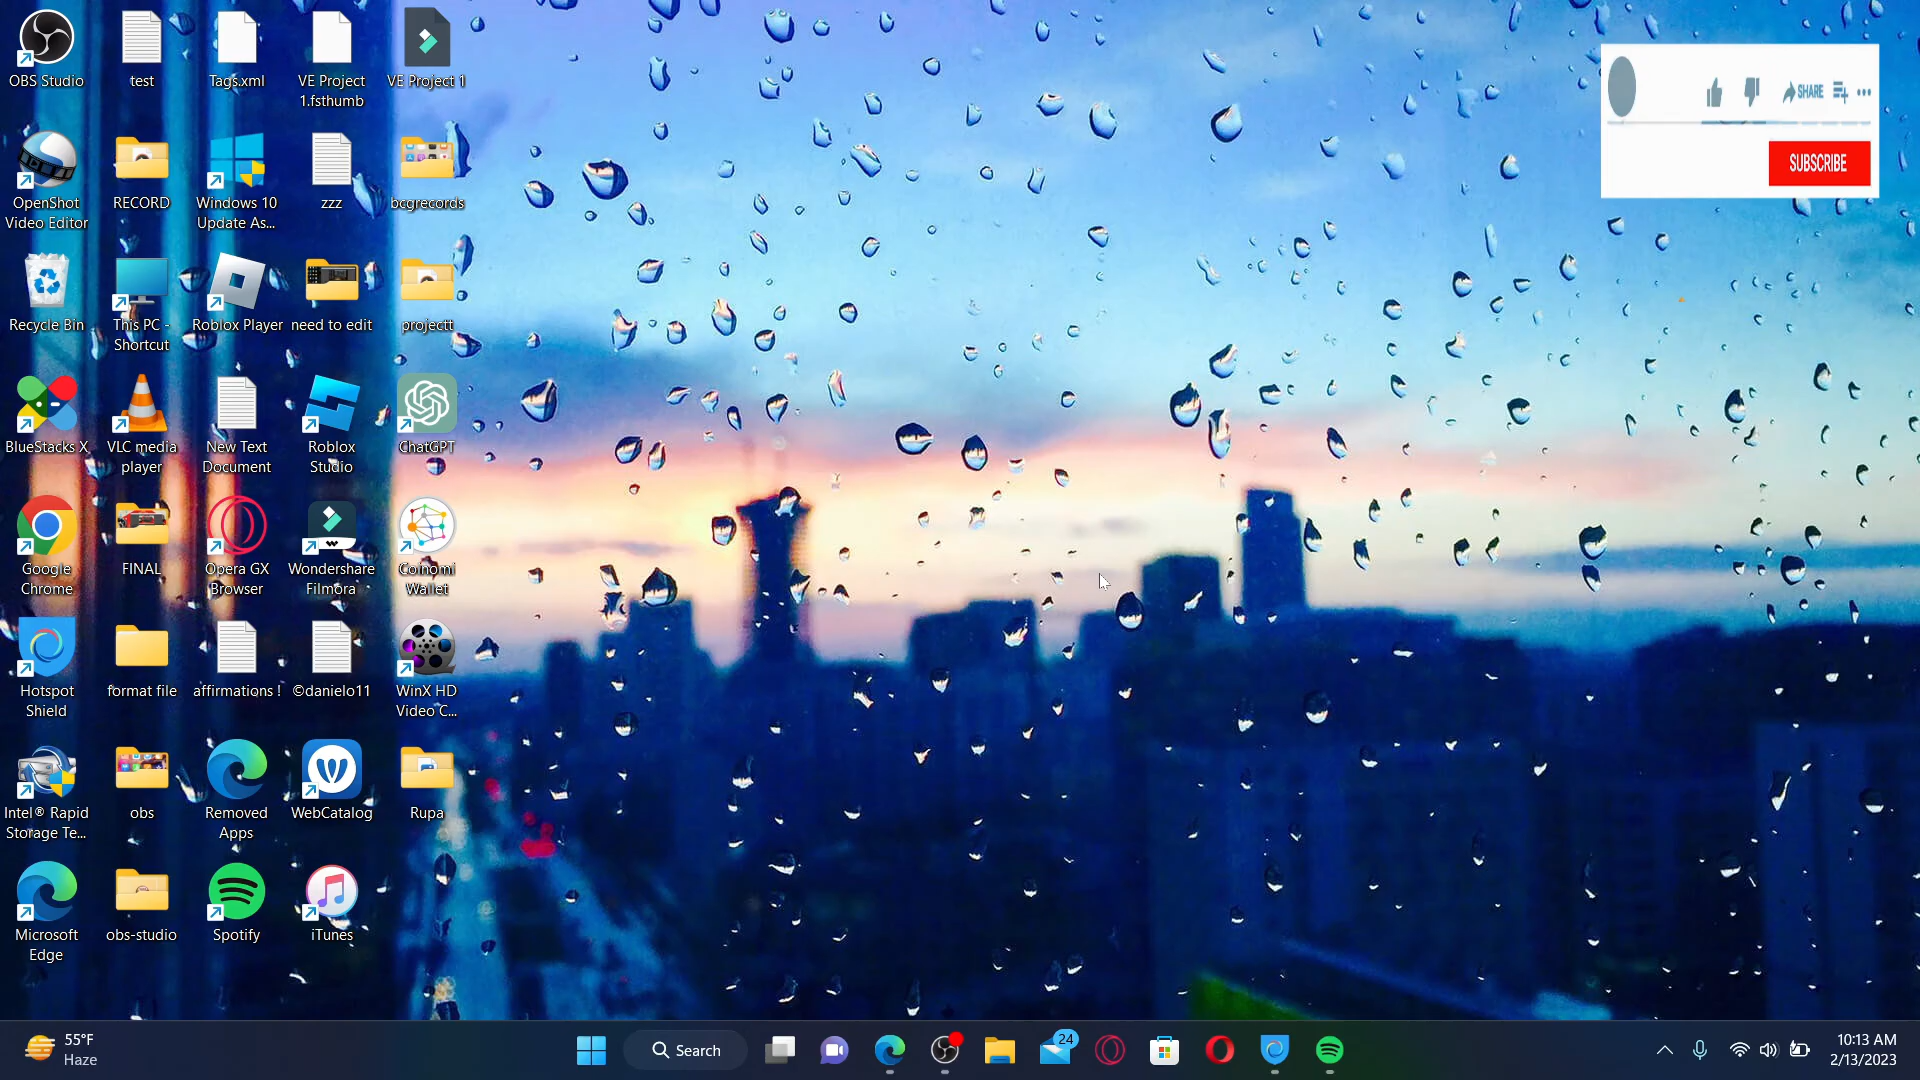 OBS Studio
test
Tags.xml
VE Project
1.fsthumb
VE Project 1
SHARE
SUBSCRIBE
OpenShot
Video Editor
RECORD
Windows 10
Update As...
zzz
bcgrecords
Recycle Bin
This PC -
Shortcut
Roblox Player
need to edit
projectt
BlueStacks X
VLC media
player
New Text
Document
Roblox
Studio
ChatGPT
Google
Chrome
FINAL
Opera GX
Browser
Wondershare
Filmora
Coinomi
Wallet
Hotspot
Shield
format file
affirmations !
©danielo11
WinX HD
Video C...
Intel® Rapid
Storage Te...
obs
Removed
Apps
WebCatalog
Rupa
Microsoft
Edge
obs-studio
Spotify
iTunes
55°F
Haze
Search
24
10:13 AM
2/13/2023